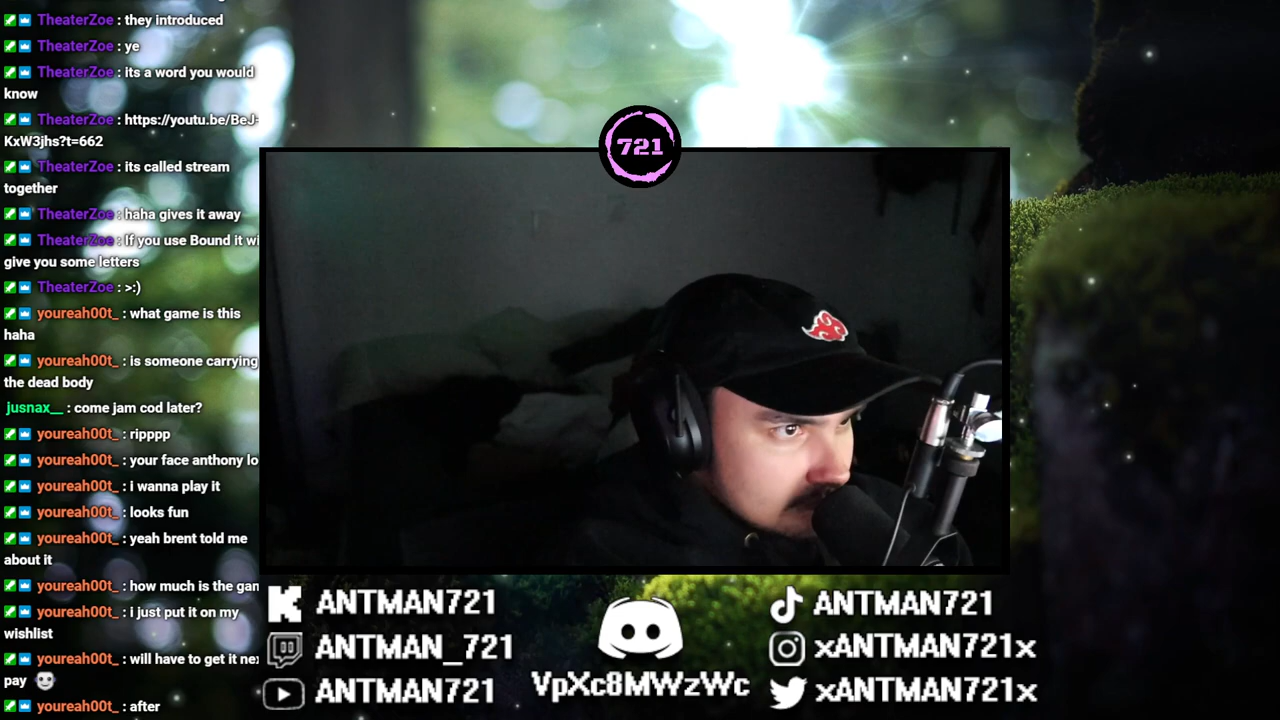 TheaterZoe : they introduced
TheaterZoe : ye
TheaterZoe : its a word you would
know
TheaterZoe : https://youtu.be/BeJ-
KxW3jhs?t=662
TheaterZoe : its called stream
together
TheaterZoe : haha gives it away
TheaterZoe : If you use Bound it wi
give you some letters
TheaterZoe : >:)
youreah00t_ : what game is this
haha
youreah00t_ : is someone carrying
the dead body
jusnax__ : come jam cod later?
youreah00t_ : ripppp
youreah00t_ : your face anthony lo
youreah00t_ : i wanna play it
youreah00t_ : looks fun
youreah00t_ : yeah brent told me
about it
youreah00t_ : how much is the gan
youreah00t_ : i just put it on my
wishlist
youreah00t_ : will have to get it nex
pay
youreah00t_ : after
721
K ANTMAN721
ANTMAN_721
ANTMAN721
VpXc8MWzWc
ANTMAN721
xANTMAN721x
xANTMAN721x